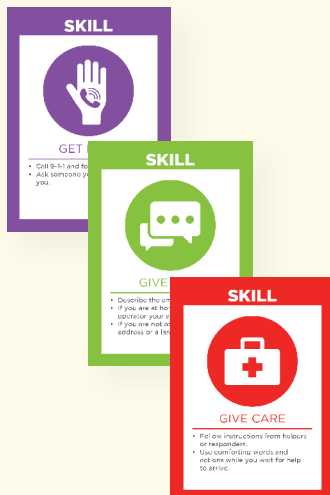 SKILL
GET
• Call 9-1-1 and
• Ask someone
you.
SKILL
GIVE
• Describe the
• If you are at
operator your
• If you are not
address or a
SKILL
GIVE CARE
• Follow instructions from helpers
or responders.
• Use comforting words and
actions while you wait for help
to arrive.